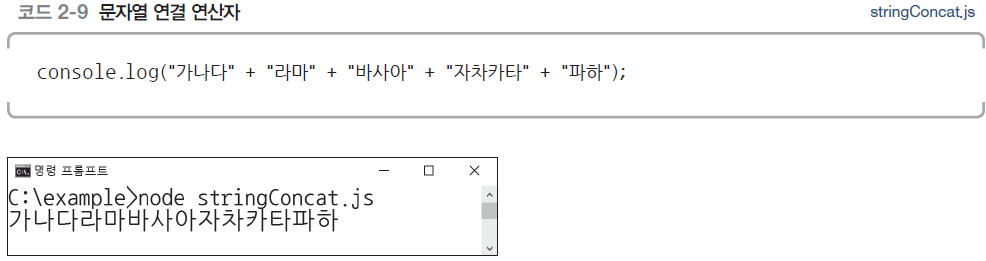 코드 2-9 문자열 연결 연산자 stringConcat.js
console.log("가나다" + "라마" + "바사아" + "자차카타" + "파하");
명령 프롬프트
C:\example>node stringConcat.js
가나다라마바사아자차카타파하